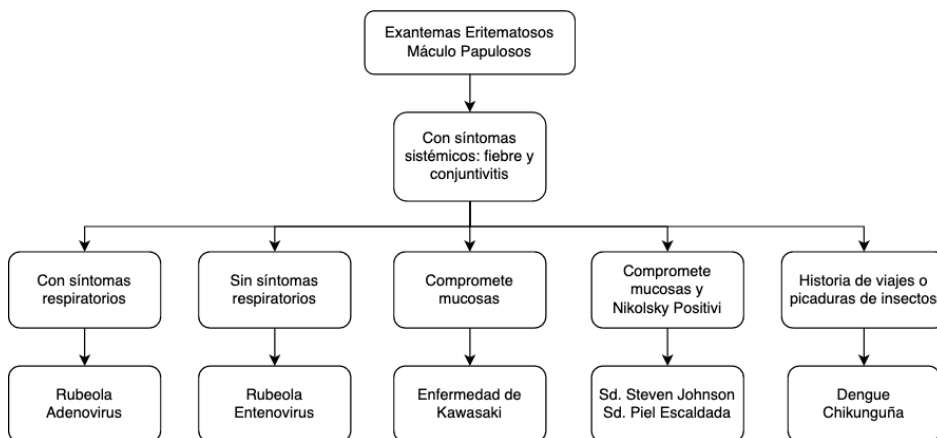 Exantemas Eritematosos
Máculo Papulosos
Con síntomas
sistémicos: fiebre y
conjuntivitis
Con síntomas
respiratorios
Sin síntomas
respiratorios
Compromete
mucosas
Compromete
mucosas y
Nikolsky Positivi
Historia de viajes o
picaduras de insectos
Rubeola
Adenovirus
Rubeola
Entenovirus
Enfermedad de
Kawasaki
Sd. Steven Johnson
Sd. Piel Escaldada
Dengue
Chikunguña